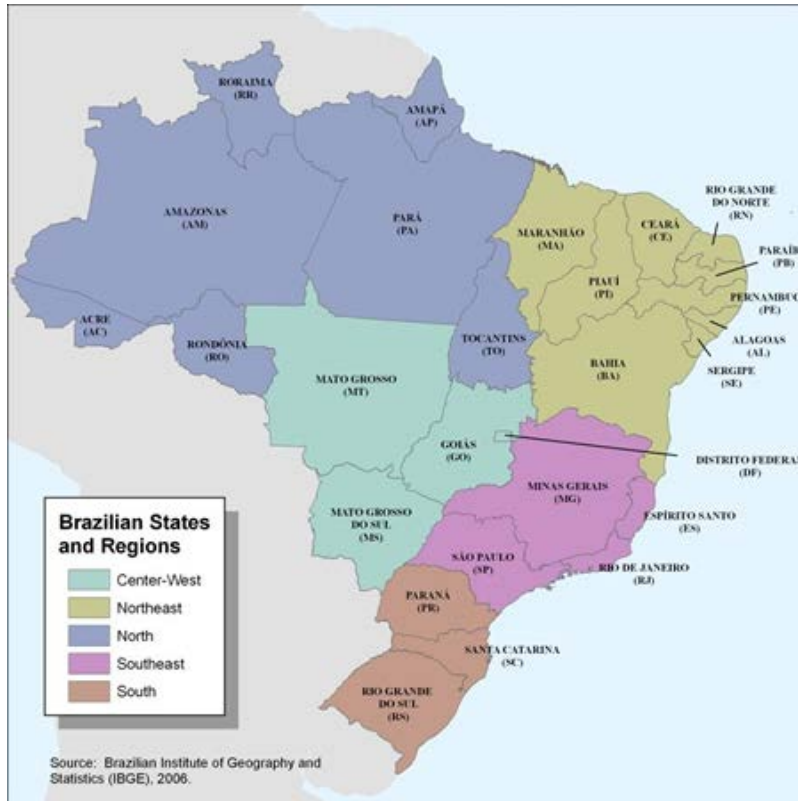 RORAIMA
(RR)
AMAPÁ
(AP)
AMAZONAS
(AM)
PARÁ
(PA)
MARANHÃO
(MA)
CEARÁ
(CE)
RIO GRANDE
DO NORTE
(RN)
PARAÍB
(PB)
PIAUÍ
(PI)
PERNAMBUC
(PE)
ACRE
(AC)
RONDÔNIA
(RO)
TOCANTINS
(TO)
ALAGOAS
(AL)
BAHIA
(BA)
SERGIPE
(SE)
MATO GROSSO
(MT)
GOIÁS
(GO)
DISTRITO FEDERA
(DF)
MINAS GERAIS
(MG)
MATO GROSSO
DO SUL
(MS)
ESPÍRITO SANTO
(ES)
SÃO PAULO
(SP)
RIO DE JANEIRO
(RJ)
PARANÁ
(PR)
SANTA CATARINA
(SC)
RIO GRANDE
DO SUL
(RS)
Brazilian States
and Regions
Center-West
Northeast
North
Southeast
South
Source: Brazilian Institute of Geography and
Statistics (IBGE), 2006.